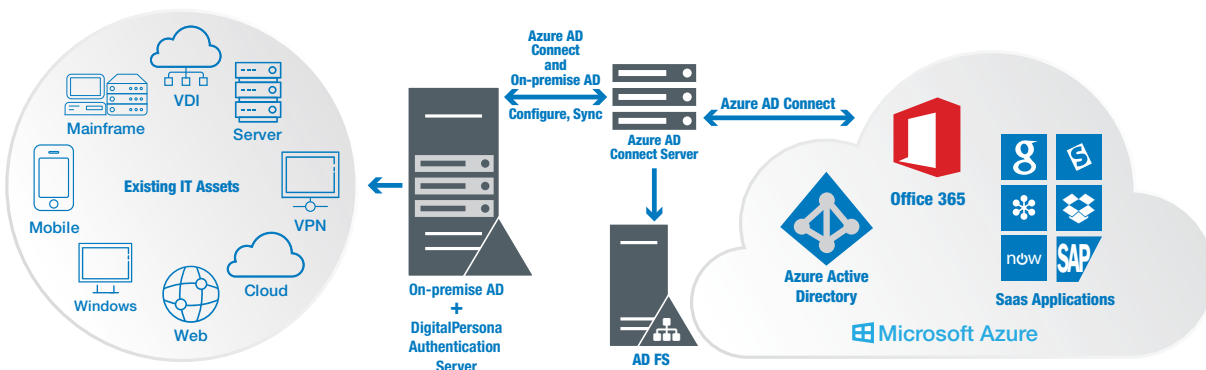 VDI
Mainframe
Server
Existing IT Assets
Mobile
VPN
Windows
Cloud
Web
Azure AD
Connect
and
On-premise AD
Configure, Sync
Azure AD
Connect Server
On-premise AD
+
DigitalPersona
Authentication
Server
AD FS
Azure AD Connect
Office 365
Azure Active
Directory
g
S
now
SAP
Saas Applications
Microsoft Azure